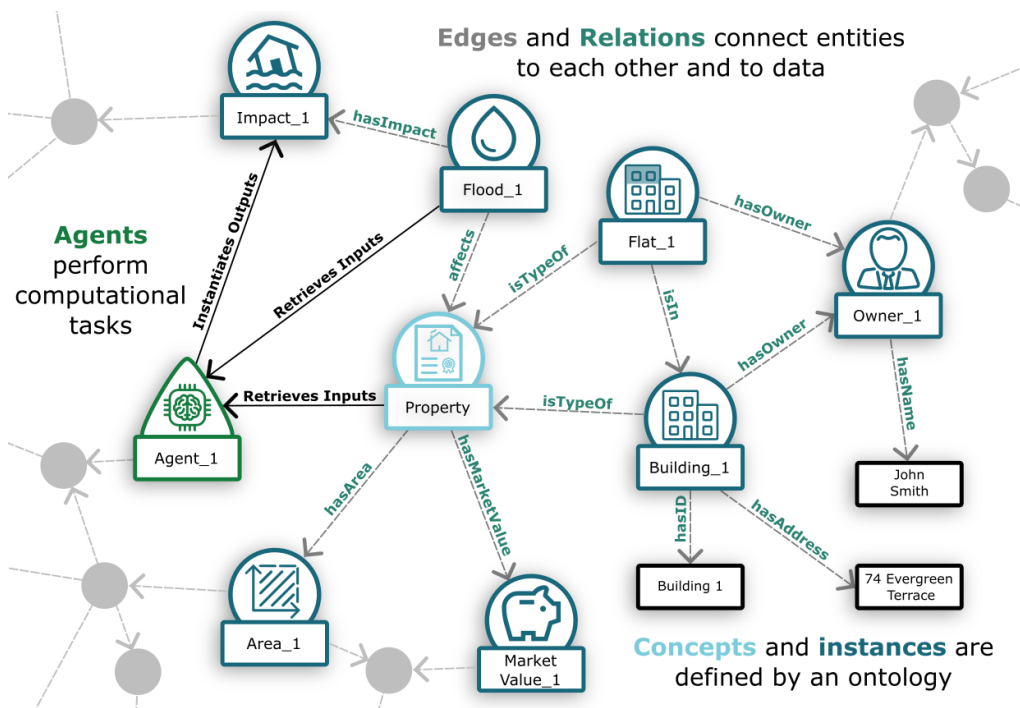 Edges and Relations connect entities
to each other and to data
Impact_1
hasImpact
Flood_1
Flat_1
hasOwner
Owner_1
Agents
perform
computational
tasks
Instantiates Outputs
Retrieves Inputs
affects
isTypeOf
isIn
hasOwner
hasName
Retrieves Inputs
Property
isTypeOf
Agent_1
Building_1
John
Smith
hasArea
hasMarketValue
hasID
hasAddress
Building 1
74 Evergreen
Terrace
Area_1
Market
Value_1
Concepts and instances are
defined by an ontology